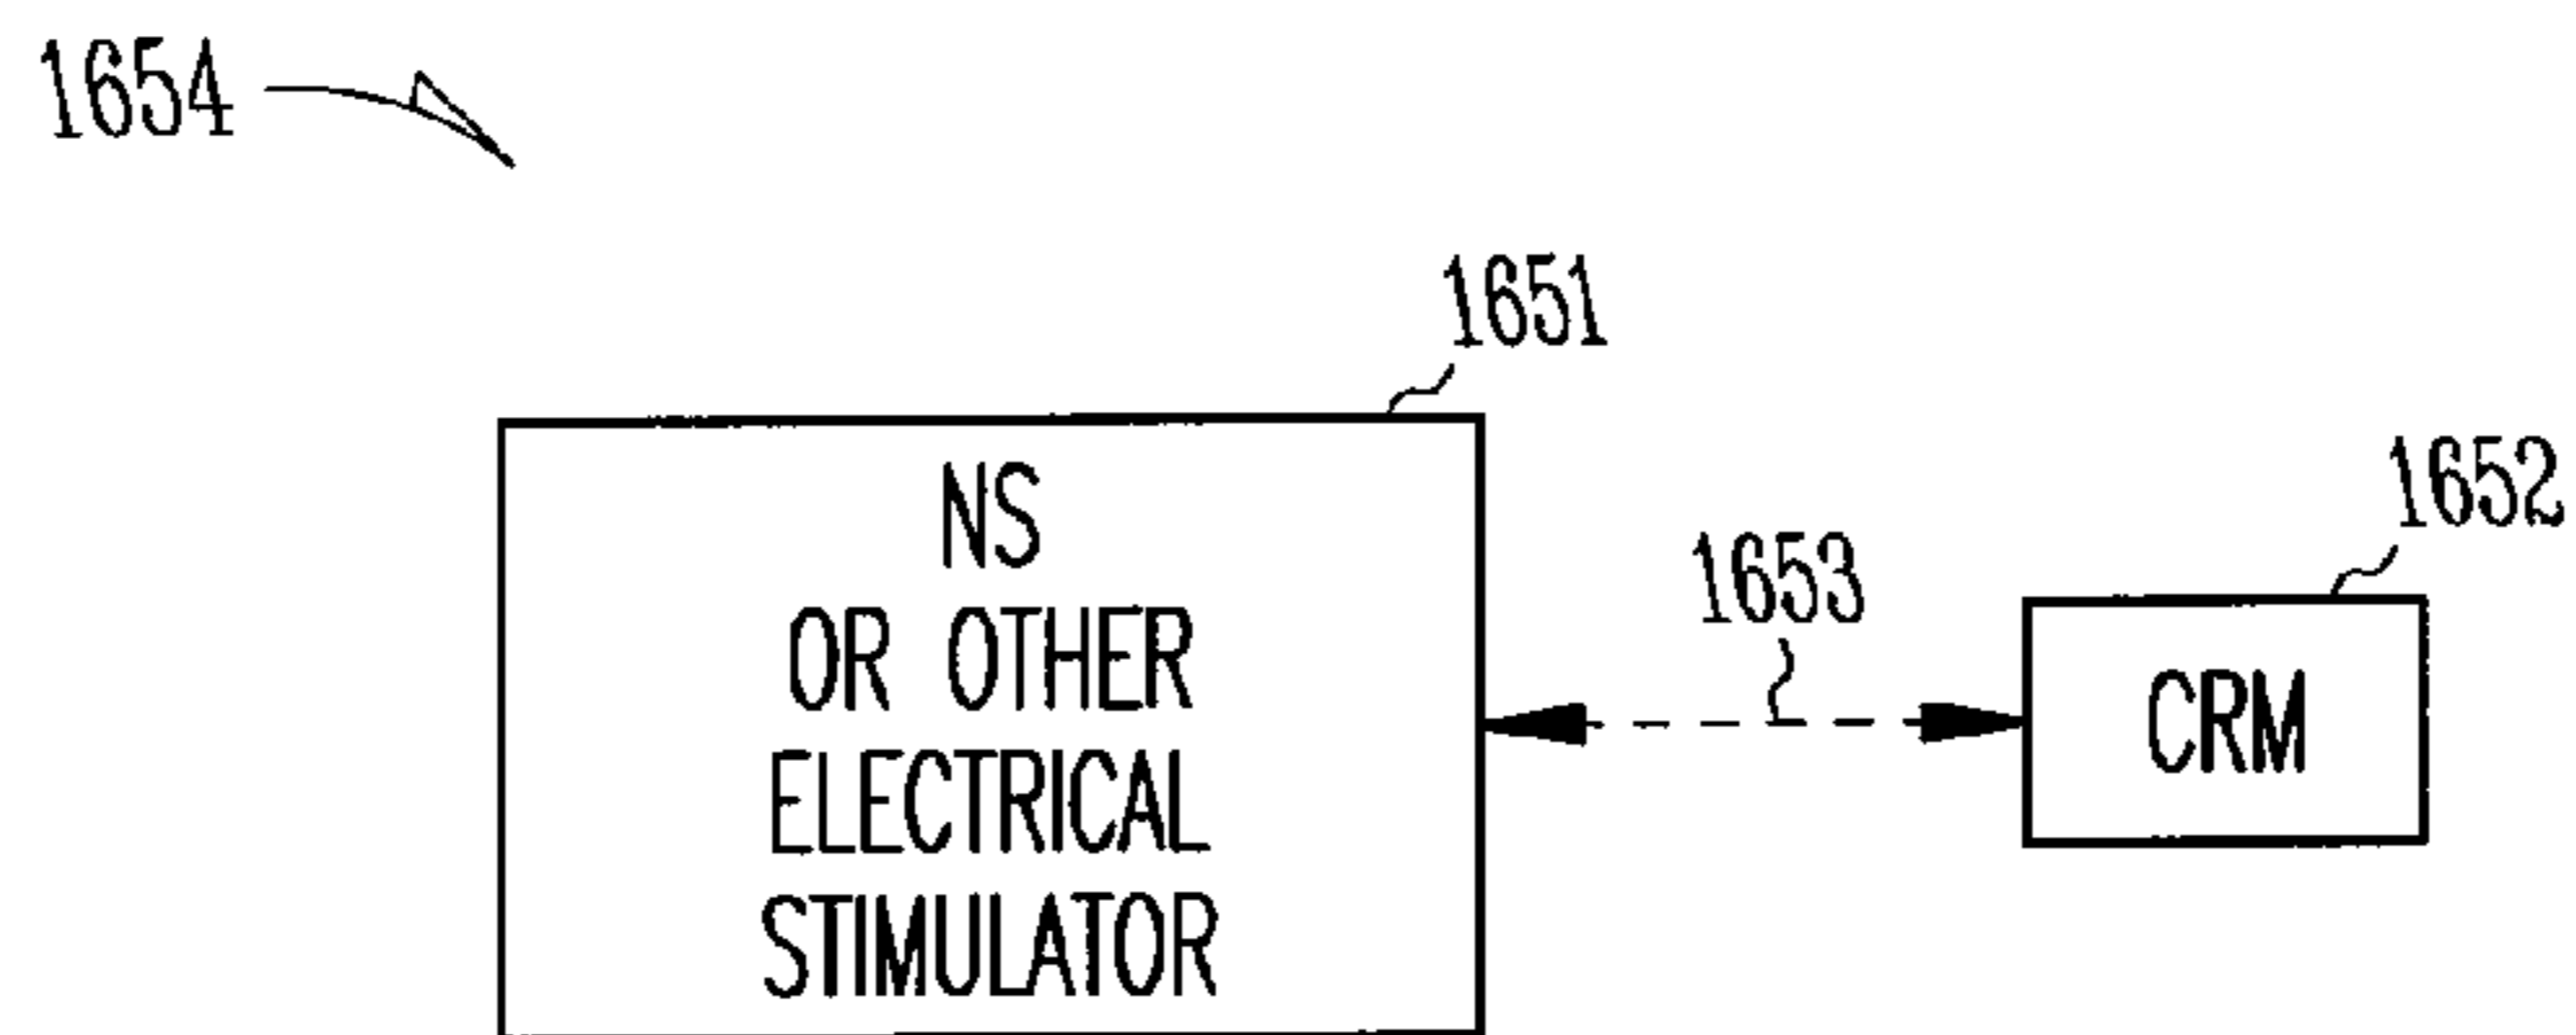 1654
1651
NS
OR OTHER
ELECTRICAL
STIMULATOR
1653
1652
CRM